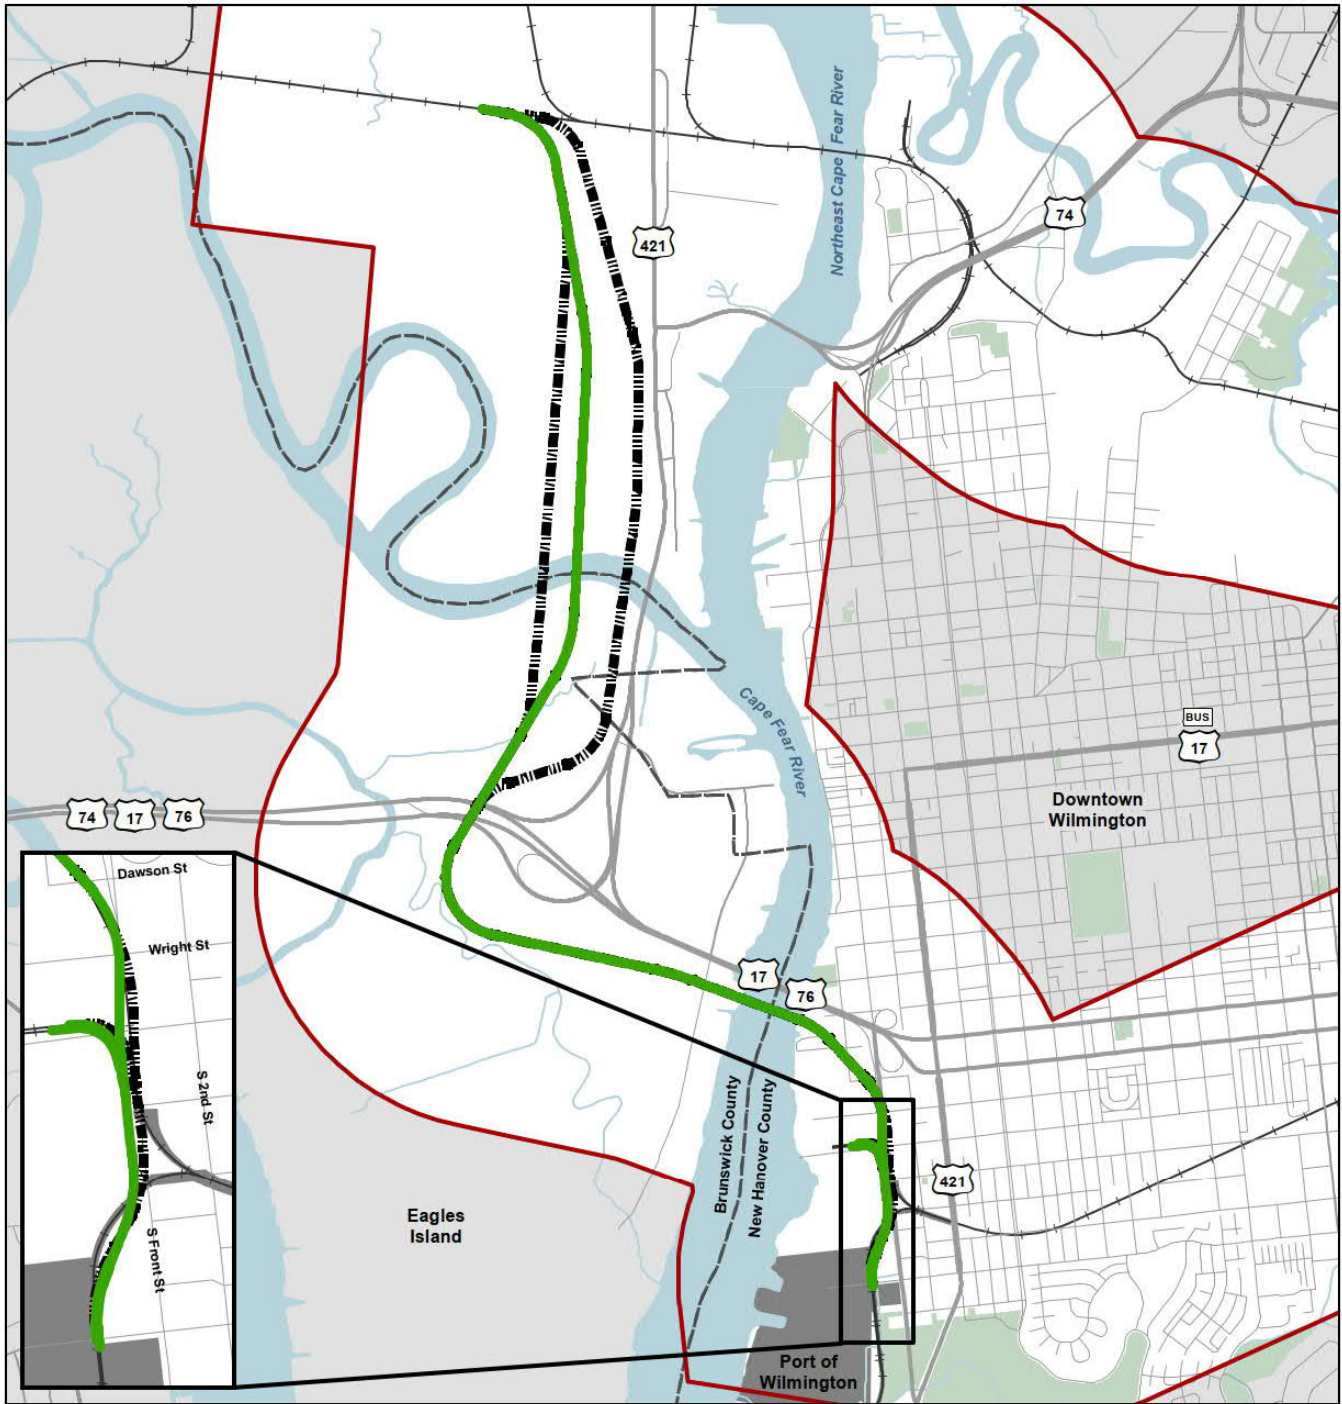 Northeast Cape Fear River
74
421
Cape Fear River
BUS
17
Downtown
Wilmington
74
17
76
Dawson St
Wright St
S 2nd St
S Front St
17
76
Brunswick County
New Hanover County
421
Eagles
Island
Port of
Wilmington